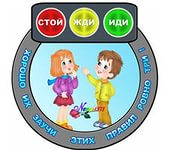 СТОЙ ЖДИ ИДИ
ХОРОШО ИХ ЗАУЧИ ЭТИХ ПРАВИЛ РОВНО ТРИ !